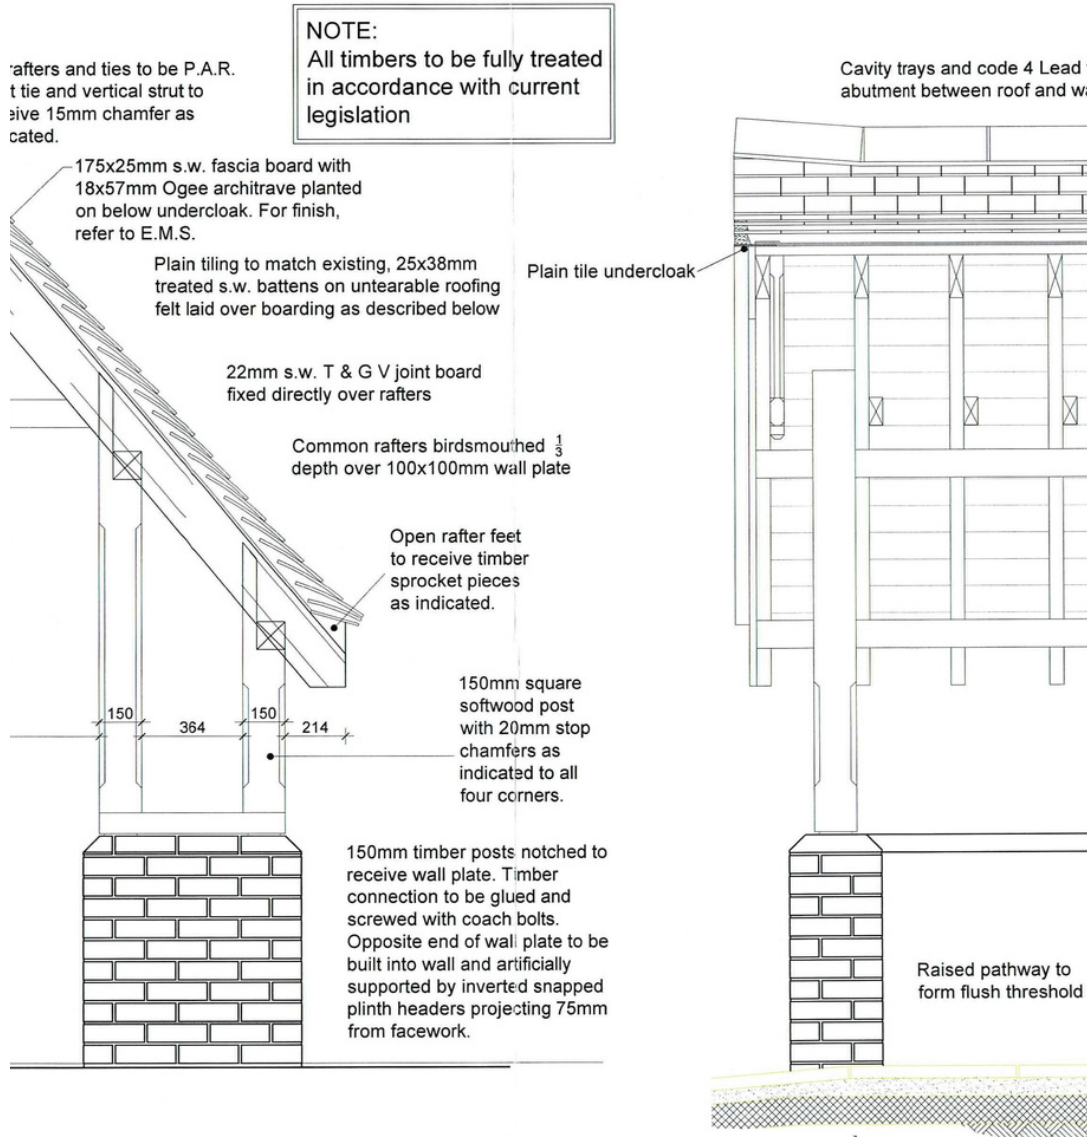 NOTE:
All timbers to be fully treated
in accordance with current
legislation
rafters and ties to be P.A.R.
t tie and vertical strut to
eive 15mm chamfer as
cated.
175x25mm s.w. fascia board with
18x57mm Ogee architrave planted
on below undercloak. For finish,
refer to E.M.S.
Plain tiling to match existing, 25x38mm
treated s.w. battens on untearable roofing
felt laid over boarding as described below
22mm s.w. T & G V joint board
fixed directly over rafters
Common rafters birdsmouthed 1/3
depth over 100x100mm wall plate
Open rafter feet
to receive timber
sprocket pieces
as indicated.
150mm square
softwood post
with 20mm stop
chamfers as
indicated to all
four corners.
150 364 150 214
150mm timber posts notched to
receive wall plate. Timber
connection to be glued and
screwed with coach bolts.
Opposite end of wall plate to be
built into wall and artificially
supported by inverted snapped
plinth headers projecting 75mm
from facework.
Cavity trays and code 4 Lead
abutment between roof and wa
Plain tile undercloak
Raised pathway to
form flush threshold